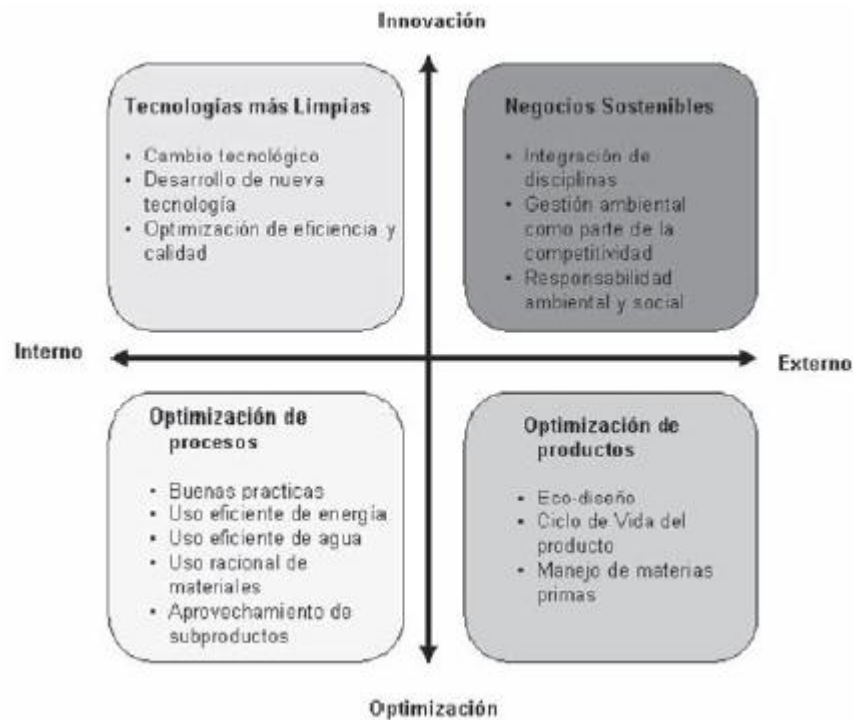 Innovación
Tecnologías más Limpias
• Cambio tecnológico
• Desarrollo de nueva
tecnología
• Optimización de eficiencia y
calidad
Negocios Sostenibles
• Integración de
disciplinas
• Gestión ambiental
como parte de la
competitividad
• Responsabilidad
ambiental y social
Interno
Externo
Optimización de
procesos
• Buenas practicas
• Uso eficiente de energía
• Uso eficiente de agua
• Uso racional de
materiales
• Aprovechamiento de
subproductos
Optimización de
productos
• Eco-diseño
• Ciclo de Vida del
producto
• Manejo de materias
primas
Optimización